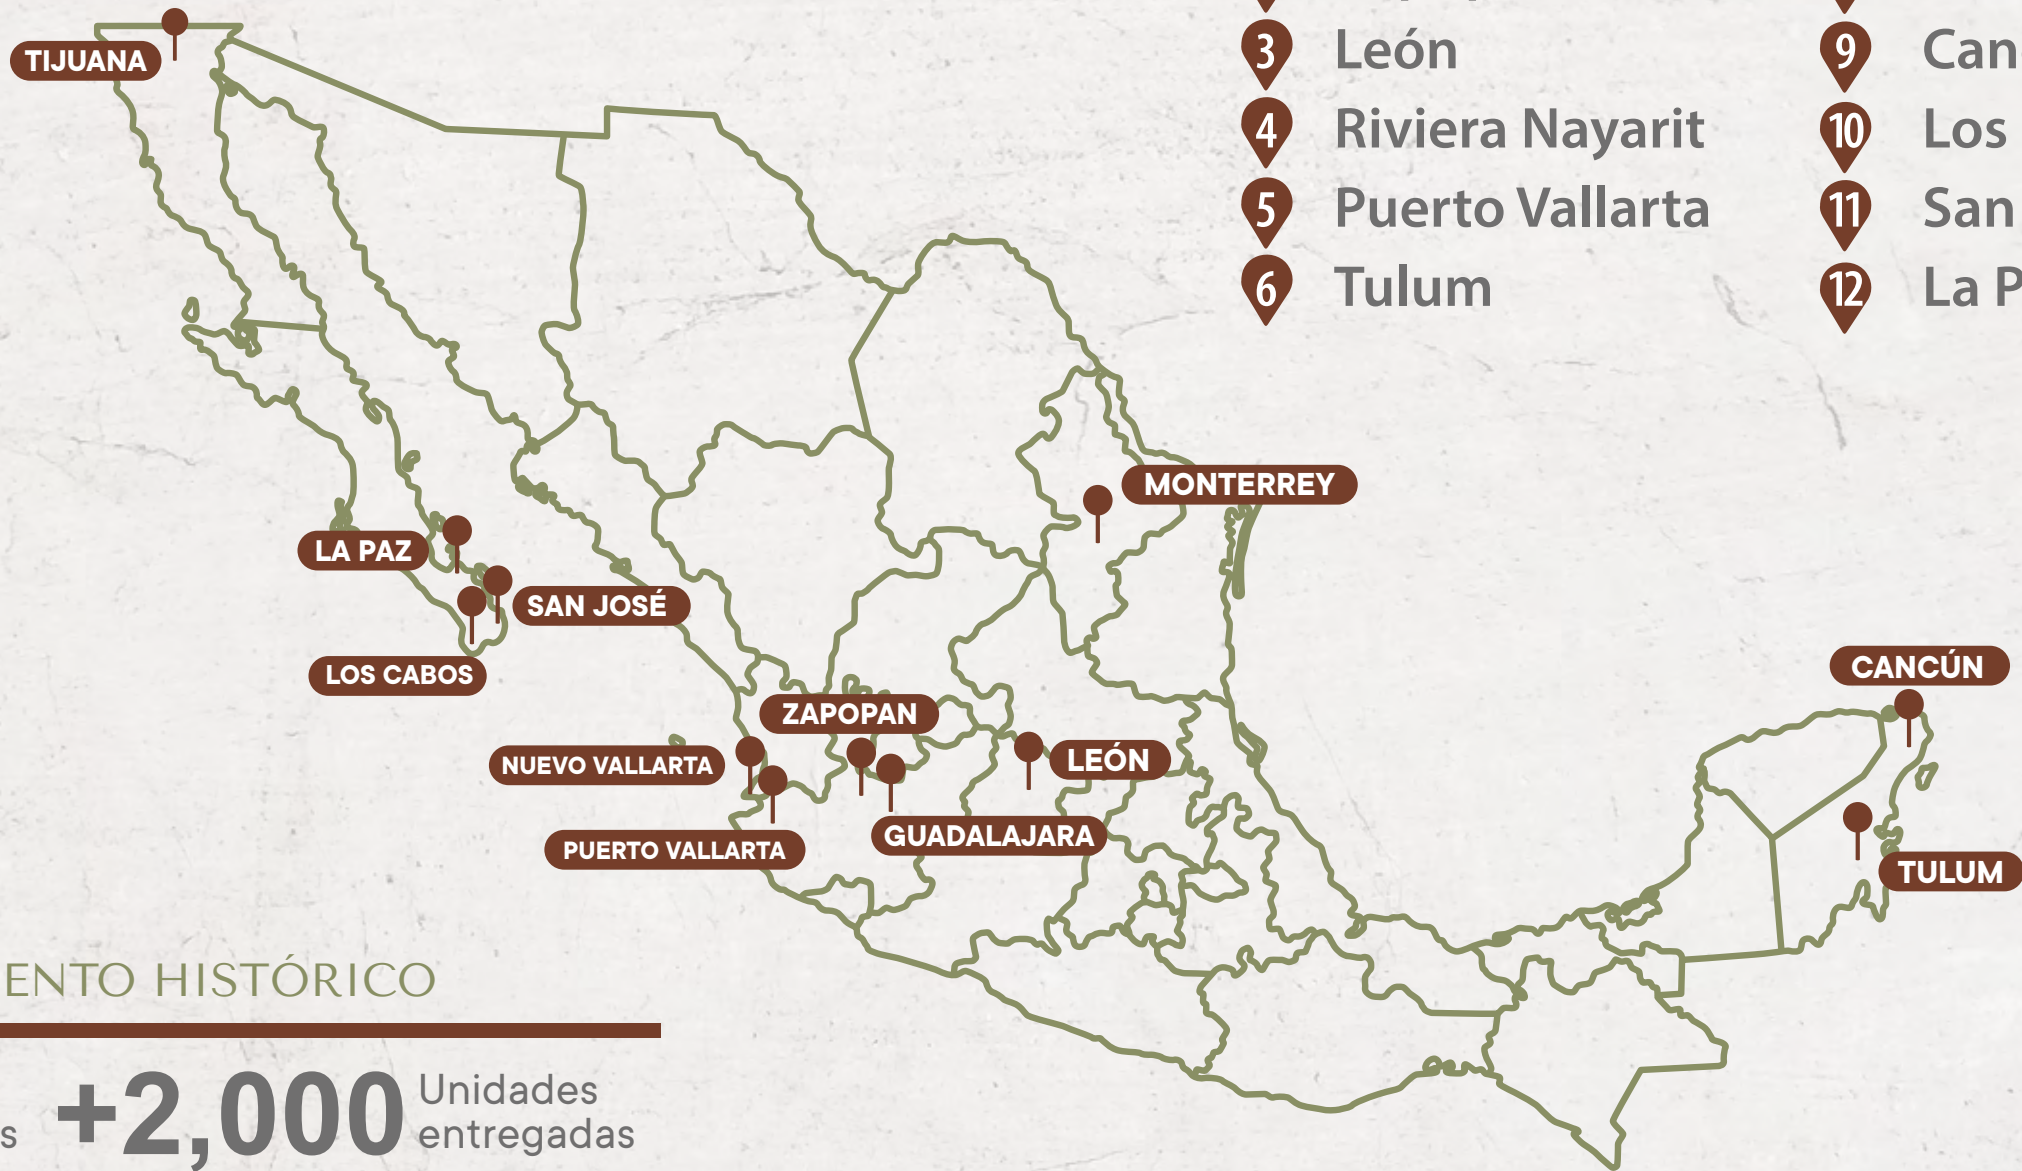 3 León
4 Riviera Nayarit
5 Puerto Vallarta
6 Tulum
9 Can
10 Los
11 San
12 La P
TIJUANA
MONTERREY
LA PAZ
SAN JOSÉ
LOS CABOS
CANCÚN
ZAPOPAN
NUEVO VALLARTA
LEÓN
PUERTO VALLARTA
GUADALAJARA
TULUM
ENTO HISTÓRICO
s +2,000 Unidades
entregadas